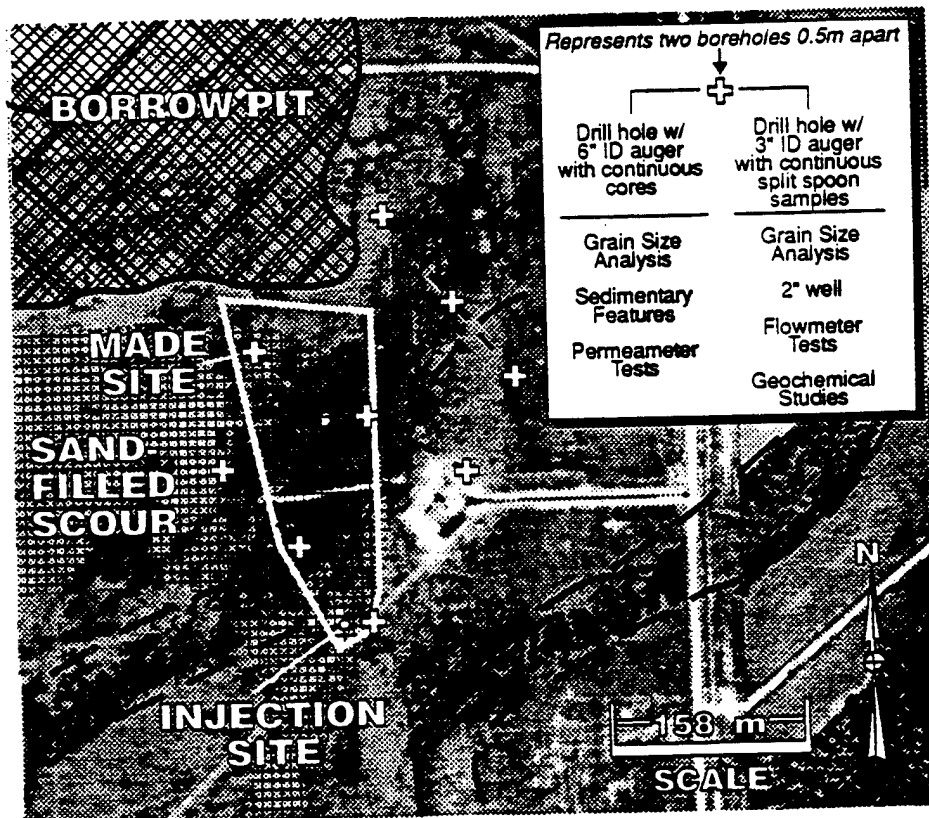 Represents two boreholes 0.5m apart
BORROW PIT
Drill hole w/
6" ID auger
with continuous
cores
Drill hole w/
3" ID auger
with continuous
split spoon
samples
Grain Size
Analysis
Sedimentary
Features
Permeameter
Tests
Grain Size
Analysis
2" well
Flowmeter
Tests
Geochemical
Studies
MADE
SITE
SAND-
FILLED
SCOUR
N
INJECTION
SITE
158 m
SCALE